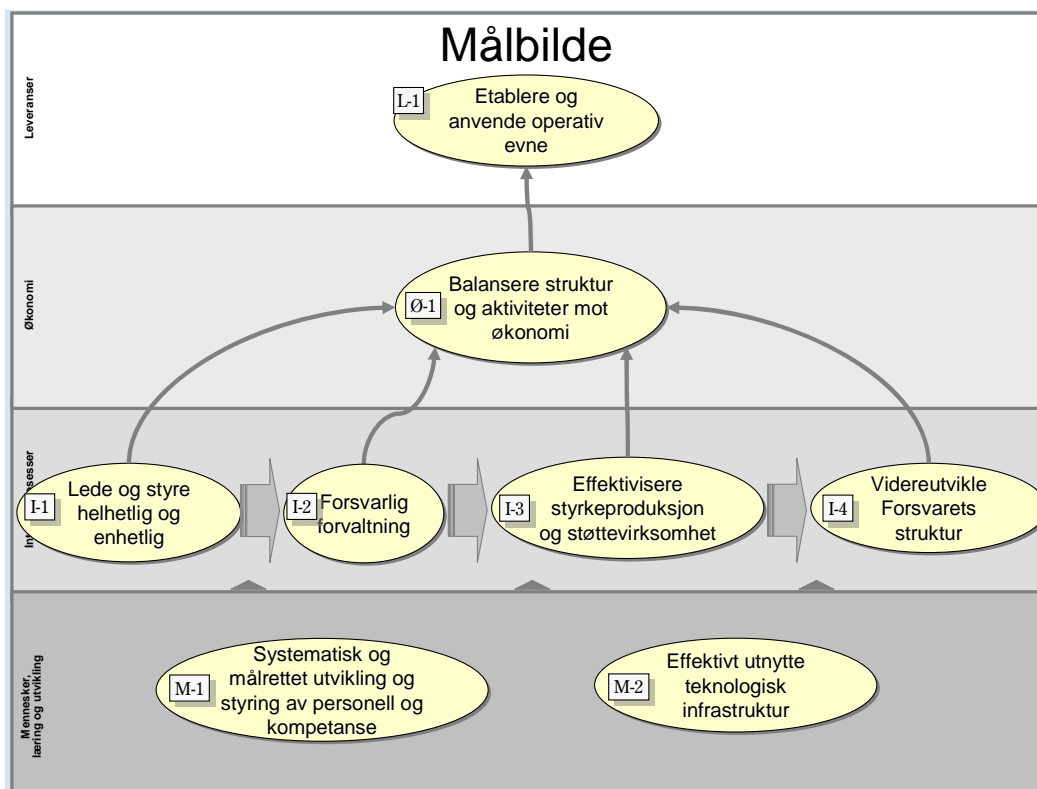 Målbilde
Leveranser
L-1
Etablere og
anvende operativ
evne
Økonomi
Ø-1
Balansere struktur
og aktiviteter mot
økonomi
I-1
Lede og styre
helhetlig og
enhetlig
I-2
Forsvarlig
forvaltning
I-3
Effektivisere
styrkeproduksjon
og støttevirksomhet
I-4
Videreutvikle
Forsvarets
struktur
Mennesker,
læring og utvikling
M-1
Systematisk og
målrettet utvikling og
styring av personell og
kompetanse
M-2
Effektivt utnytte
teknologisk
infrastruktur